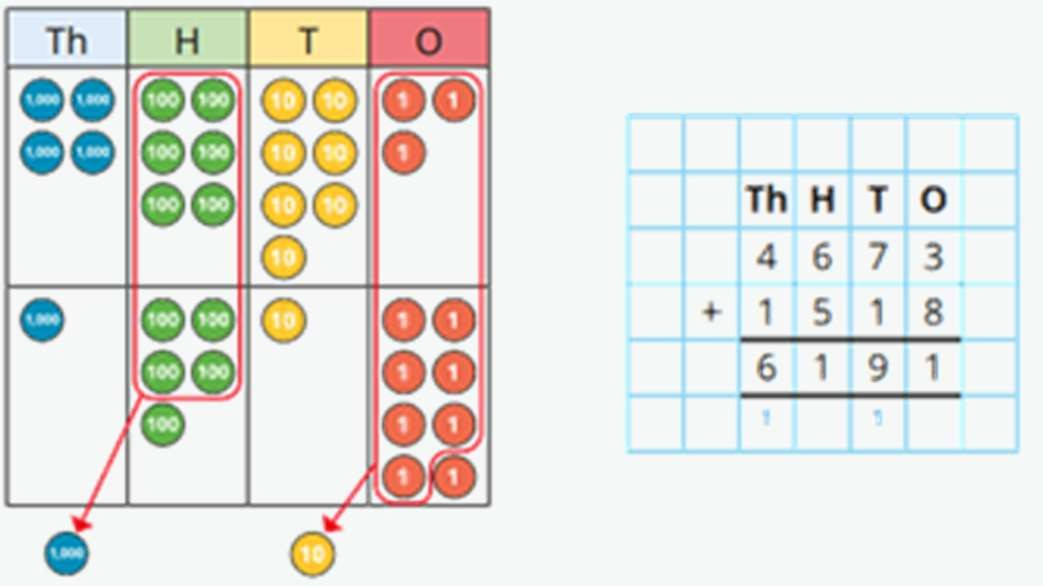 Th H T O
1,000 1,000 100 100 10 10 1 1
1,000 1,000 100 100 10 10 1
100 100 10 10
10
1,000 100 100 10 1 1
100 100 1 1
100 1 1
1 1
1,000 10
Th H T O
4 6 7 3
+ 1 5 1 8
6 1 9 1
1 1